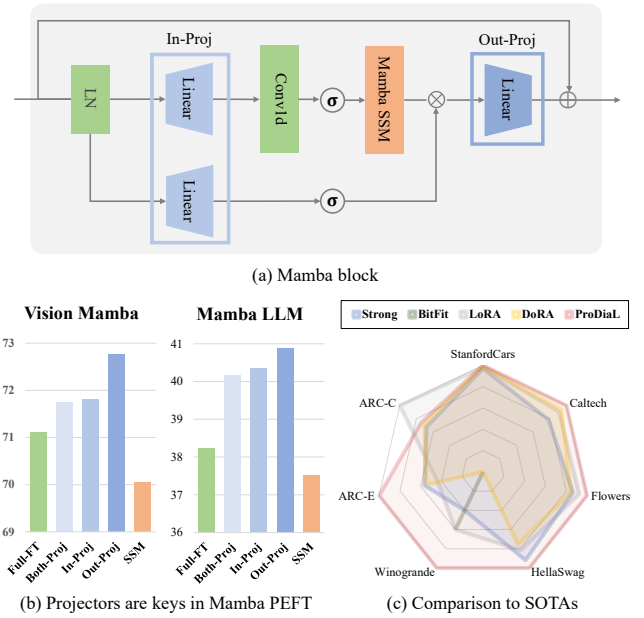 In-Proj
Out-Proj
LN
Linear
Conv1d
σ
Mamba SSM
⊗
Linear
⊕
Linear
σ
(a) Mamba block
Vision Mamba
73
72
71
70
69
Full-FT
Both-Proj
In-Proj
Out-Proj
SSM
Mamba LLM
41
40
39
38
37
36
Full-FT
Both-Proj
In-Proj
Out-Proj
SSM
(b) Projectors are keys in Mamba PEFT
Strong BitFit LoRA DoRA ProDiaL
StanfordCars
ARC-C
Caltech
ARC-E
Flowers
Winogrande
HellaSwag
(c) Comparison to SOTAs